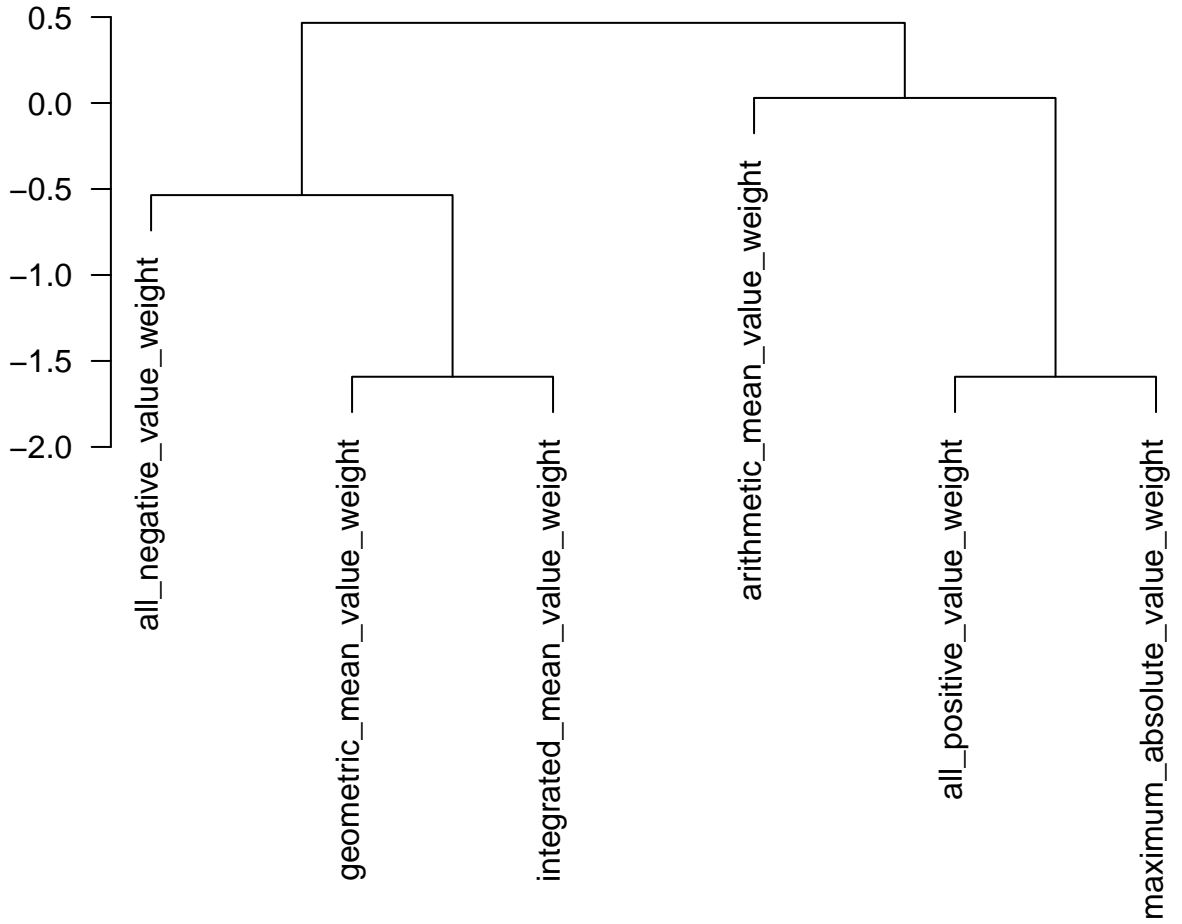 0.5
0.0
−0.5
−1.0
−1.5
−2.0
all_negative_value_weight
geometric_mean_value_weight
integrated_mean_value_weight
arithmetic_mean_value_weight
all_positive_value_weight
maximum_absolute_value_weight